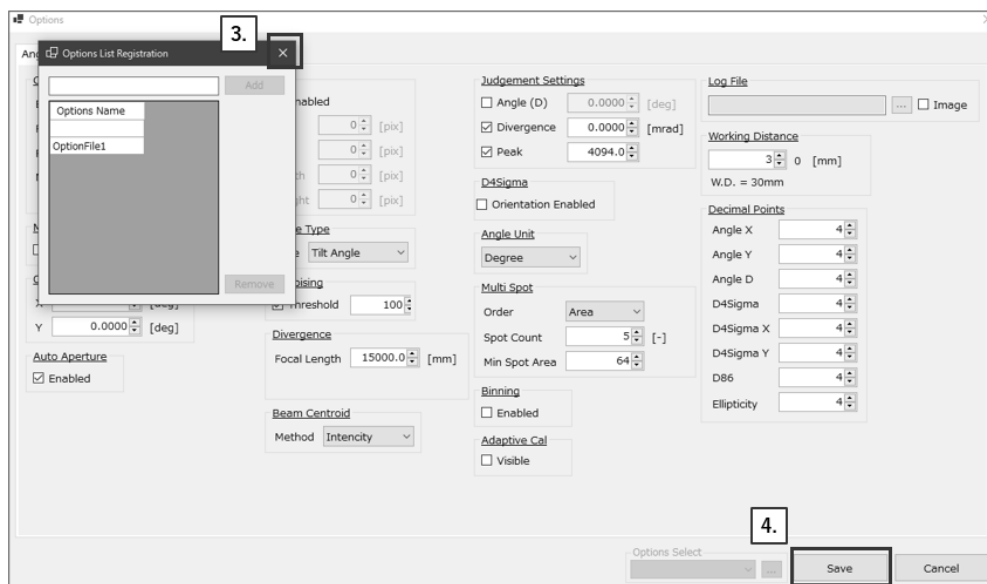 Options
3.
Options List Registration
Add
Options Name
OptionFile1
Remove
0 [pix]
0 [pix]
0 [pix]
0 [pix]
Tilt Angle
Threshold 100
[deg]
Y 0.0000 [deg]
Auto Aperture
Enabled
Divergence
Focal Length 15000.0 [mm]
Beam Centroid
Method Intencity
Judgement Settings
Angle (D) 0.0000 [deg]
Divergence 0.0000 [mrad]
Peak 4094.0
D4Sigma
Orientation Enabled
Angle Unit
Degree
Multi Spot
Order Area
Spot Count 5 [-]
Min Spot Area 64
Binning
Enabled
Adaptive Cal
Visible
Log File
... Image
Working Distance
3 0 [mm]
W.D. = 30mm
Decimal Points
Angle X 4
Angle Y 4
Angle D 4
D4Sigma 4
D4Sigma X 4
D4Sigma Y 4
D86 4
Ellipticity 4
4.
Options Select
...
Save
Cancel